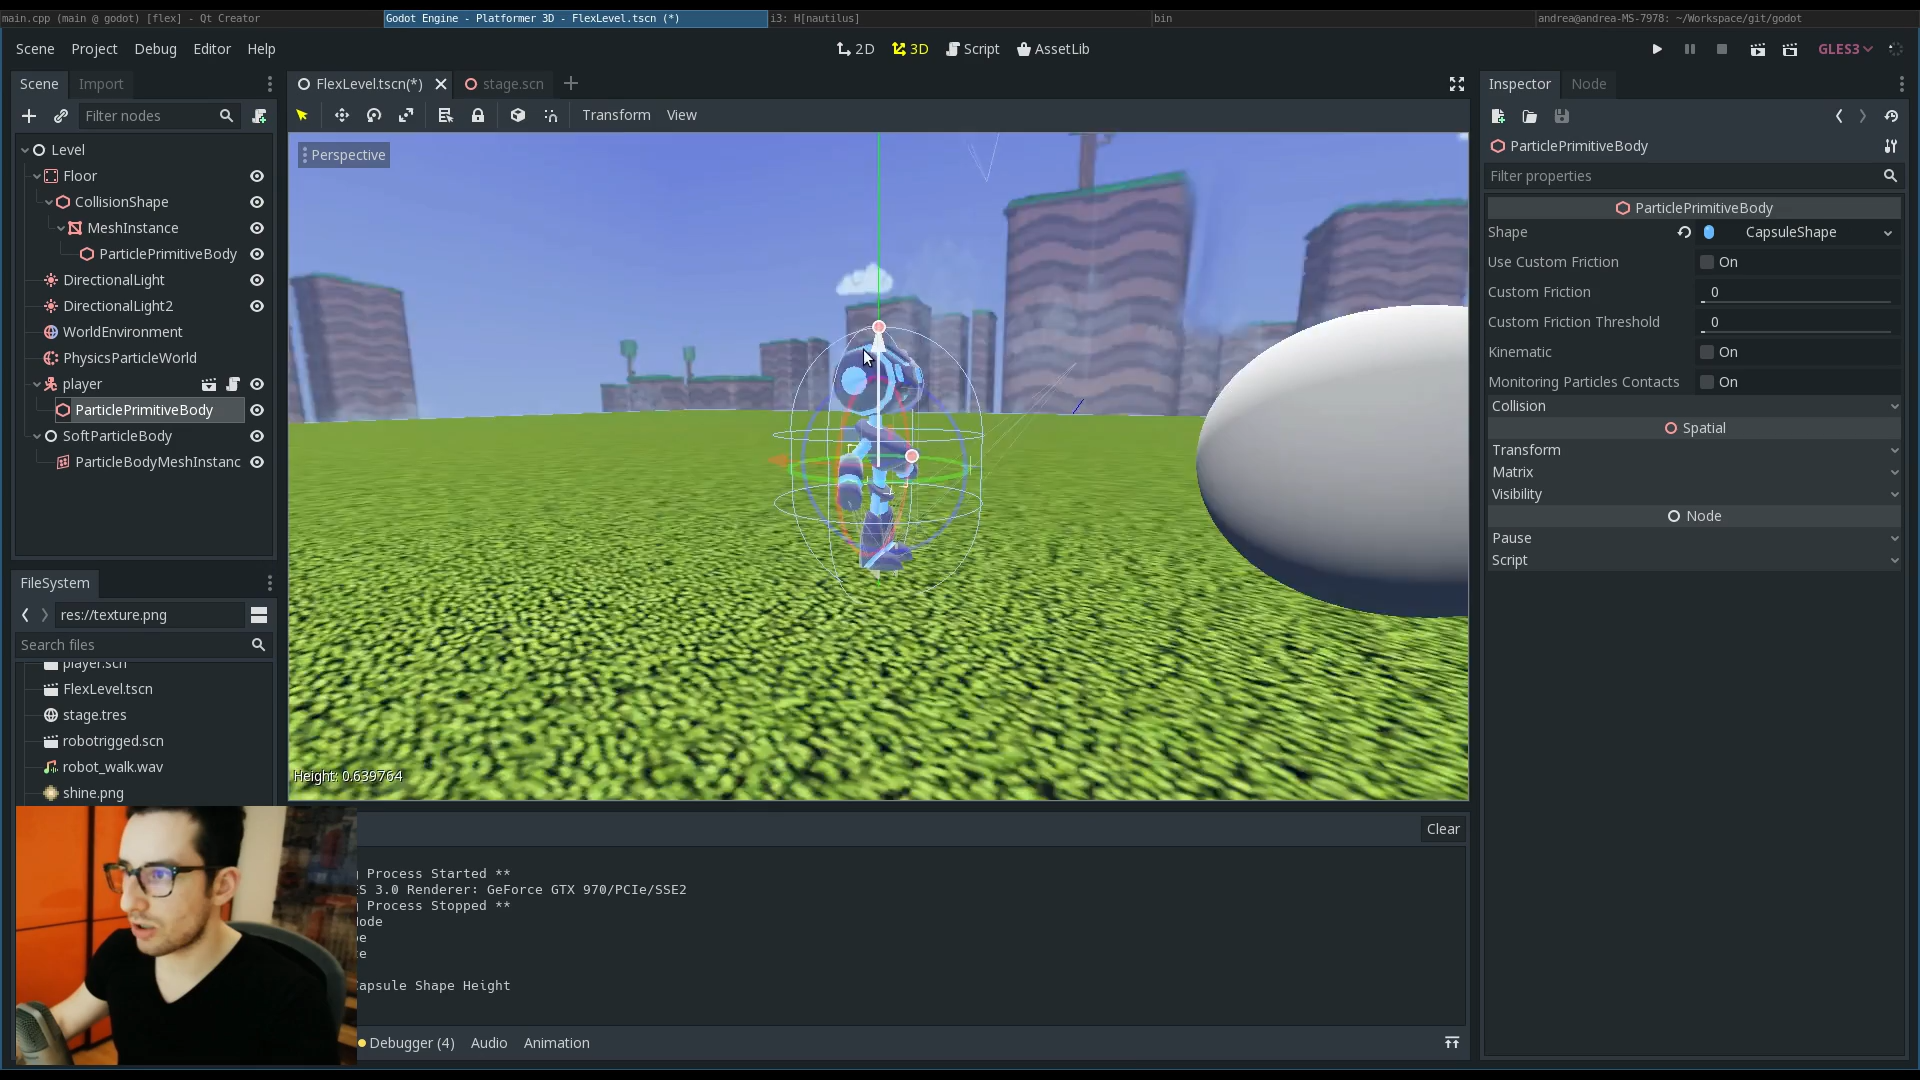 main.cpp (main @ godot) [flex] - Qt Creator
Godot Engine - Platformer 3D - FlexLevel.tscn (*)
i3: H[nautilus]
bin
andrea@andrea-MS-7978: ~/Workspace/git/godot
Scene Project Debug Editor Help
2D 3D Script AssetLib
GLES3
Scene Import
FlexLevel.tscn(*) stage.scn
Inspector Node
Filter nodes
Transform View
Perspective
Level
Floor
CollisionShape
MeshInstance
ParticlePrimitiveBody
DirectionalLight
DirectionalLight2
WorldEnvironment
PhysicsParticleWorld
player
ParticlePrimitiveBody
SoftParticleBody
ParticleBodyMeshInstanc
Height: 0.639764
FileSystem
res://texture.png
Search files
player.scn
FlexLevel.tscn
stage.tres
robotrigged.scn
robot_walk.wav
shine.png
ParticlePrimitiveBody
Filter properties
ParticlePrimitiveBody
Shape CapsuleShape
Use Custom Friction On
Custom Friction 0
Custom Friction Threshold 0
Kinematic On
Monitoring Particles Contacts On
Collision
Spatial
Transform
Matrix
Visibility
Node
Pause
Script
Clear
Process Started **
ES 3.0 Renderer: GeForce GTX 970/PCIe/SSE2
Process Stopped **
Capsule Shape Height
Debugger (4) Audio Animation